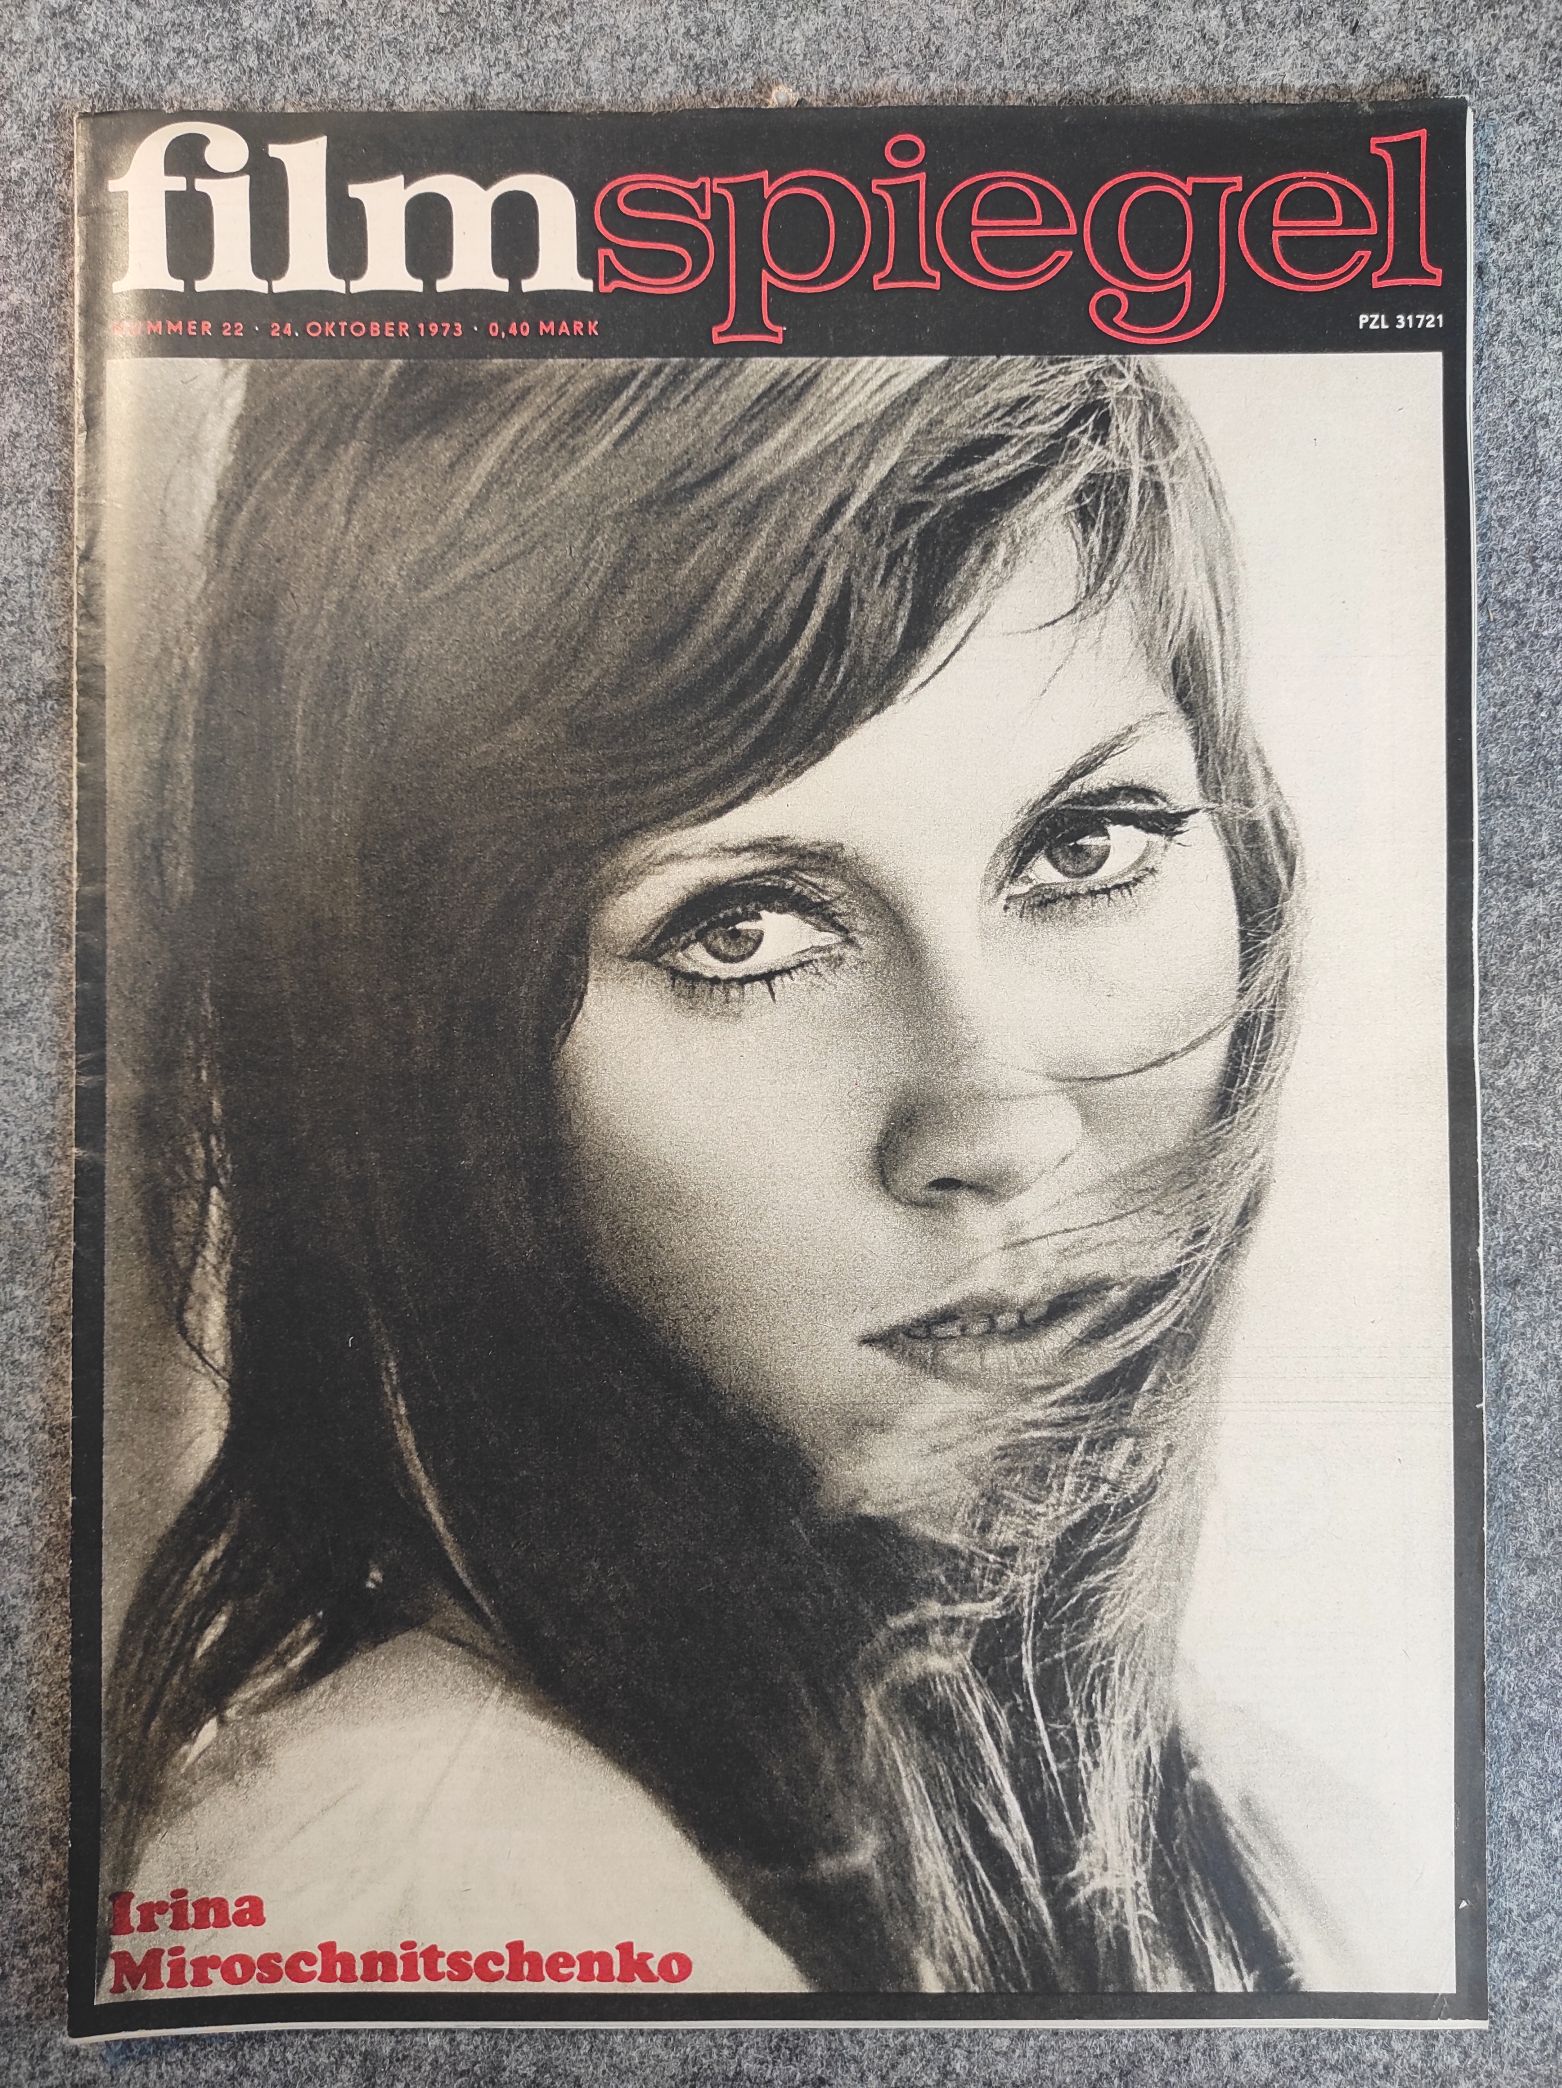 filmspiegel
NUMMER 22 · 24. OKTOBER 1973 · 0,40 MARK
PZL 31721
Irina
Miroschnitschenko